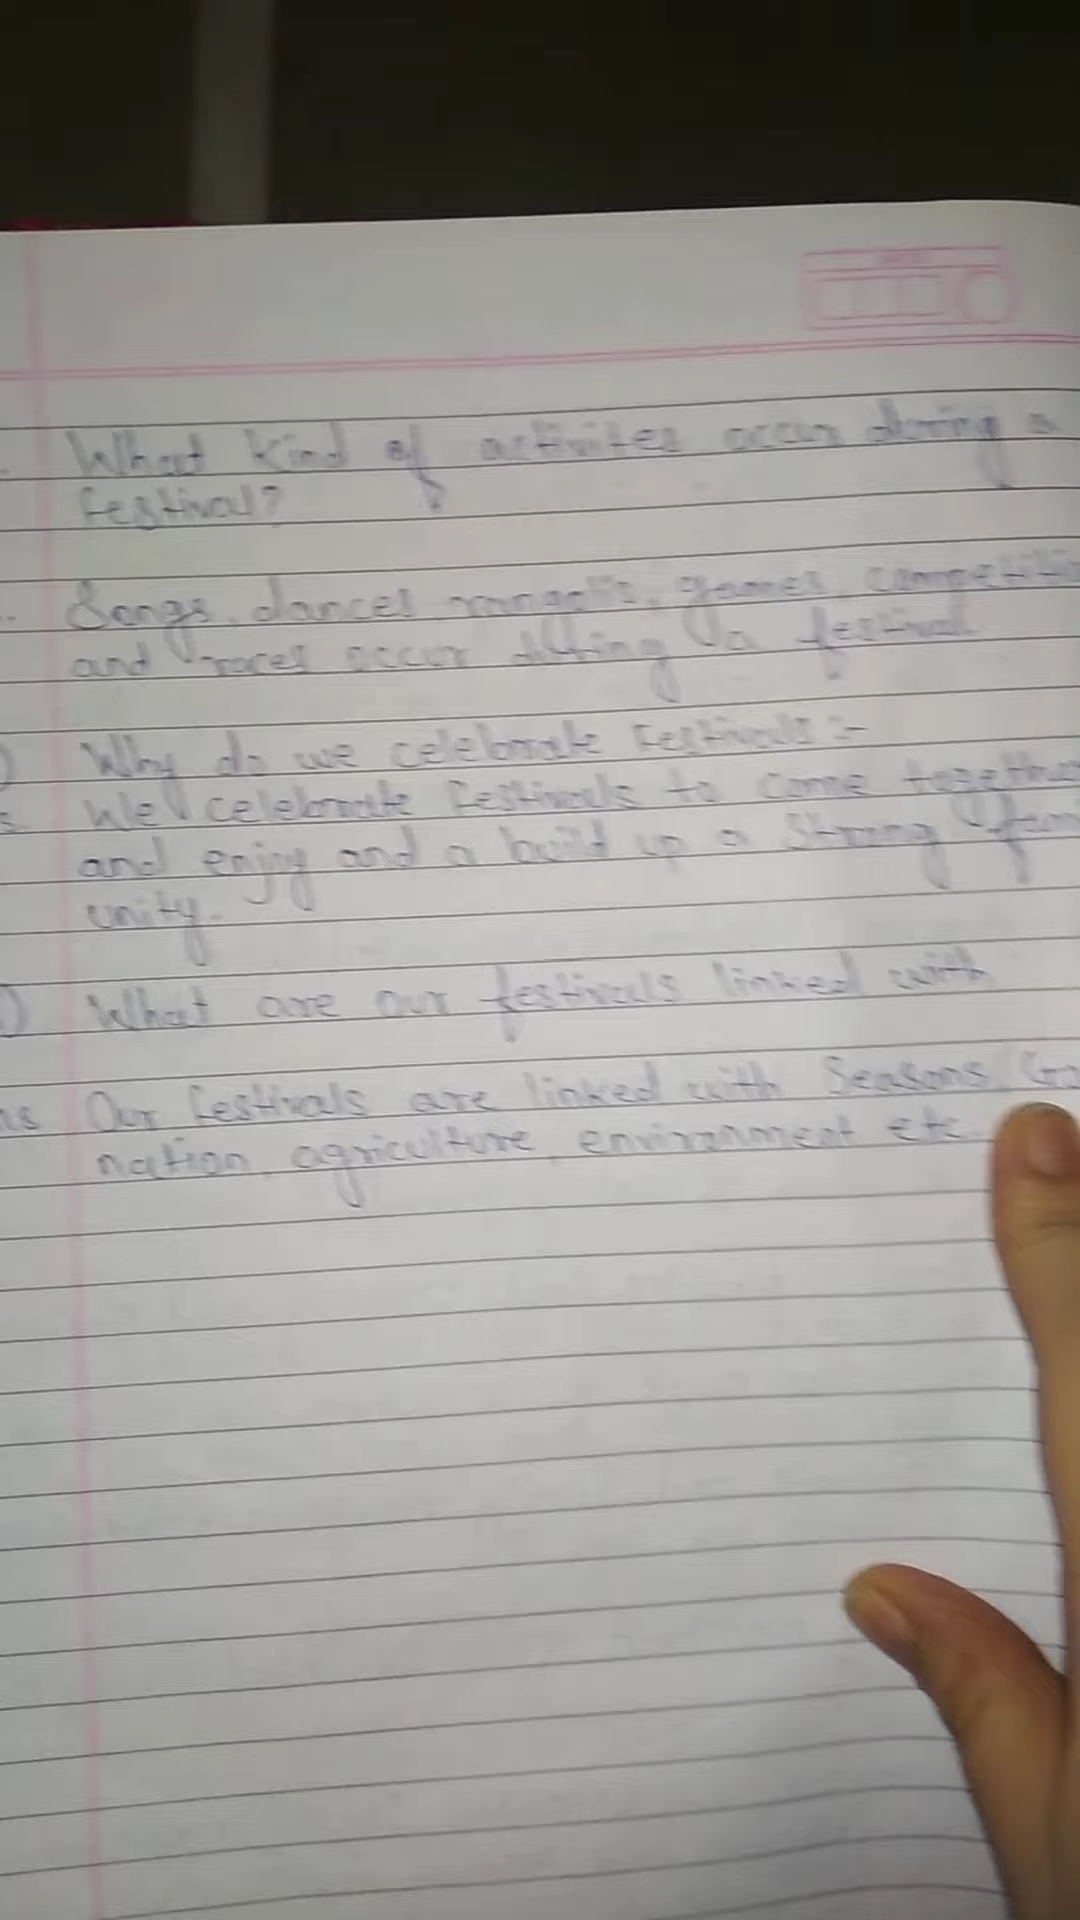 What kind of activites occur during a
festival?
Songs, dances, rangolis, games, competitio
and races occur during a festival
) Why do we celebrate festivals :-
s We celebrate festivals to come together
and enjoy and a build up a strong
unity.
) What are our festivals linked with
ns Our festivals are linked with Seasons,
nation, agriculture, environment etc.